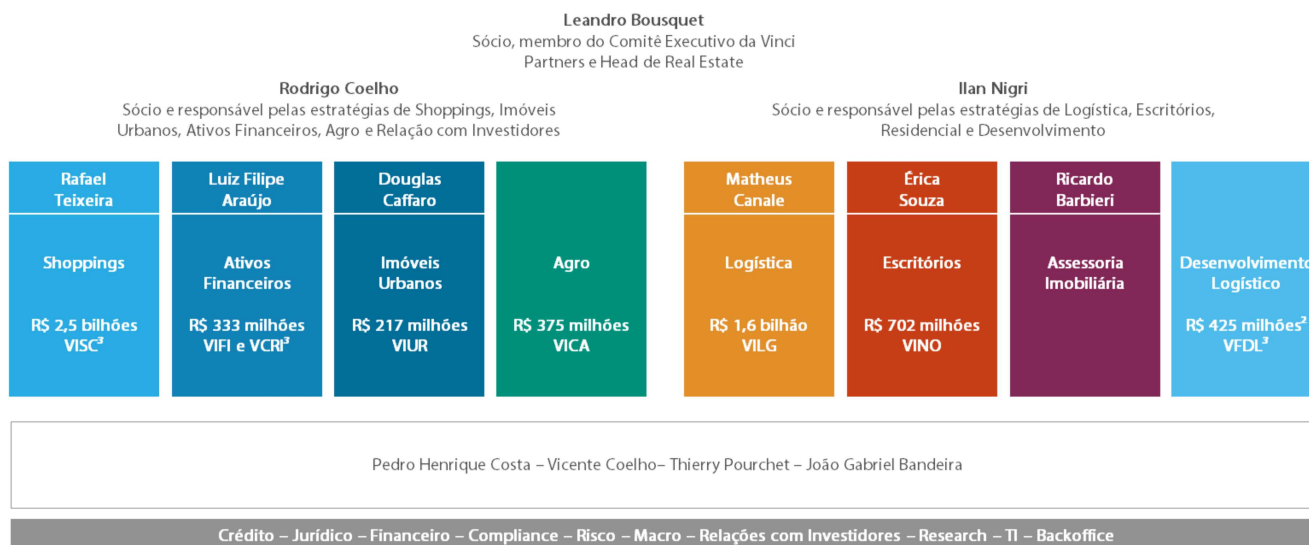 Leandro Bousquet
Sócio, membro do Comitê Executivo da Vinci
Partners e Head de Real Estate
Rodrigo Coelho
Sócio e responsável pelas estratégias de Shoppings, Imóveis
Urbanos, Ativos Financeiros, Agro e Relação com Investidores
Ilan Nigri
Sócio e responsável pelas estratégias de Logística, Escritórios,
Residencial e Desenvolvimento
Rafael
Teixeira
Shoppings
R$ 2,5 bilhões
VISC³
Luiz Filipe
Araújo
Ativos
Financeiros
R$ 333 milhões
VIFI e VCRI³
Douglas
Caffaro
Imóveis
Urbanos
R$ 217 milhões
VIUR
Agro
R$ 375 milhões
VICA
Matheus
Canale
Logística
R$ 1,6 bilhão
VILG
Érica
Souza
Escritórios
R$ 702 milhões
VINO
Ricardo
Barbieri
Assessoria
Imobiliária
Desenvolvimento
Logístico
R$ 425 milhões²
VFDL³
Pedro Henrique Costa – Vicente Coelho– Thierry Pourchet – João Gabriel Bandeira
Crédito – Jurídico – Financeiro – Compliance – Risco – Macro – Relações com Investidores – Research – TI – Backoffice